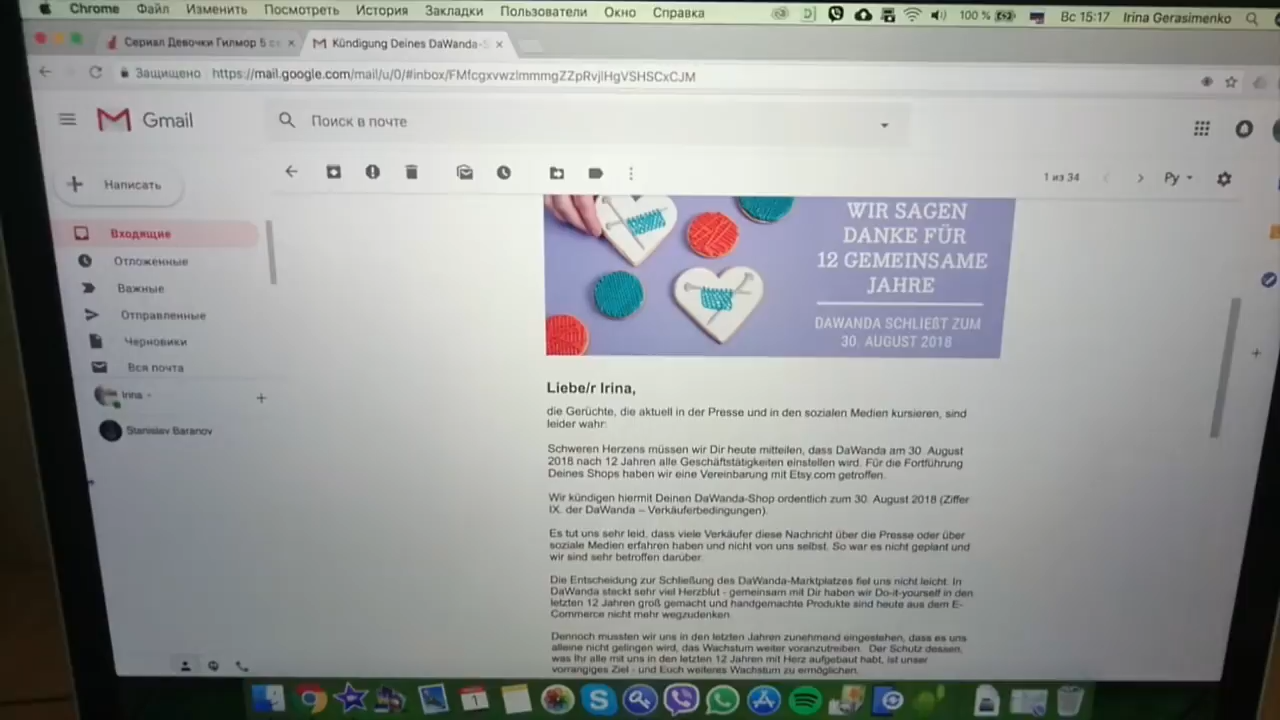 Chrome Файл Изменить Посмотреть История Закладки Пользователи Окно Справка 100 % Вс 15:17 Irina Gerasimenko
Сериал Девочки Гилмор 5 се Kündigung Deines DaWanda-S
Защищено https://mail.google.com/mail/u/0/#inbox/FMfcgxvwzlmmmgZZpRvjlHgVSHSCxCJM
Gmail
Поиск в почте
Написать
1 из 34
Ру
Входящие
Отложенные
Важные
Отправленные
Черновики
Вся почта
Irina
Stanislav Baranov
WIR SAGEN
DANKE FÜR
12 GEMEINSAME
JAHRE
DAWANDA SCHLIEßT ZUM
30. AUGUST 2018
Liebe/r Irina,
die Gerüchte, die aktuell in der Presse und in den sozialen Medien kursieren, sind
leider wahr:
Schweren Herzens müssen wir Dir heute mitteilen, dass DaWanda am 30. August
2018 nach 12 Jahren alle Geschäftstätigkeiten einstellen wird. Für die Fortführung
Deines Shops haben wir eine Vereinbarung mit Etsy.com getroffen.
Wir kündigen hiermit Deinen DaWanda-Shop ordentlich zum 30. August 2018 (Ziffer
IX. der DaWanda – Verkäuferbedingungen).
Es tut uns sehr leid, dass viele Verkäufer diese Nachricht über die Presse oder über
soziale Medien erfahren haben und nicht von uns selbst. So war es nicht geplant und
wir sind sehr betroffen darüber.
Die Entscheidung zur Schließung des DaWanda-Marktplatzes fiel uns nicht leicht. In
DaWanda steckt sehr viel Herzblut - gemeinsam mit Dir haben wir Do-it-yourself in den
letzten 12 Jahren groß gemacht und handgemachte Produkte sind heute aus dem E-
Commerce nicht mehr wegzudenken.
Dennoch mussten wir uns in den letzten Jahren zunehmend eingestehen, dass es uns
alleine nicht gelingen wird, das Wachstum weiter voranzutreiben. Der Schutz dessen,
was Ihr alle mit uns in den letzten 12 Jahren mit Herz aufgebaut habt, ist unser
vorrangiges Ziel - und Euch weiteres Wachstum zu ermöglichen.